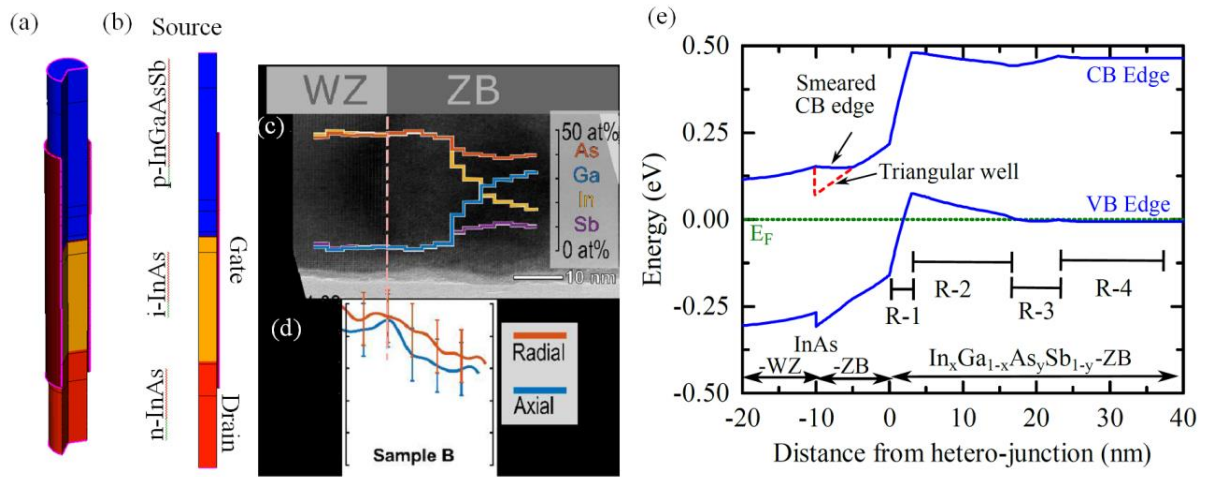 (a)
(b)
Source
p-InGaAsSb
i-InAs
n-InAs
Gate
Drain
WZ
ZB
(c)
50 at%
As
Ga
In
Sb
0 at%
10 nm
(d)
Radial
Axial
Sample B
(e)
0.50
0.25
0.00
-0.25
-0.50
Energy (eV)
CB Edge
Smeared
CB edge
Triangular well
VB Edge
E_F
R-1
R-2
R-3
R-4
InAs
-WZ
-ZB
InₓGa₁₋ₓAsᵧSb₁₋ᵧ-ZB
-20 -10 0 10 20 30 40
Distance from hetero-junction (nm)